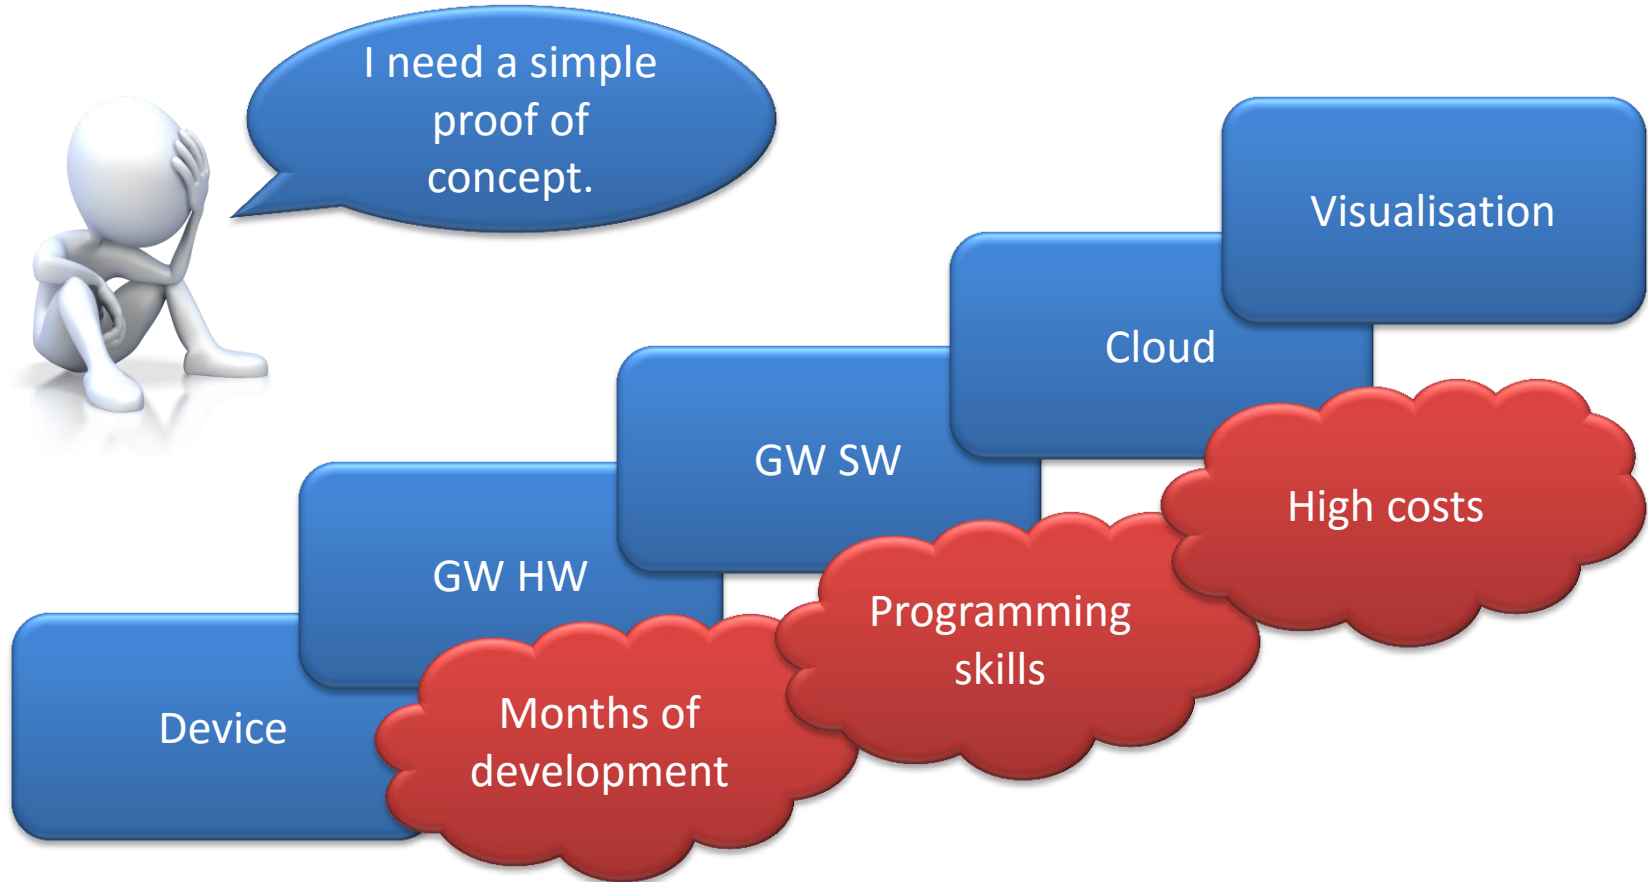 I need a simple
proof of
concept.
Visualisation
Cloud
GW SW
GW HW
Device
High costs
Programming
skills
Months of
development